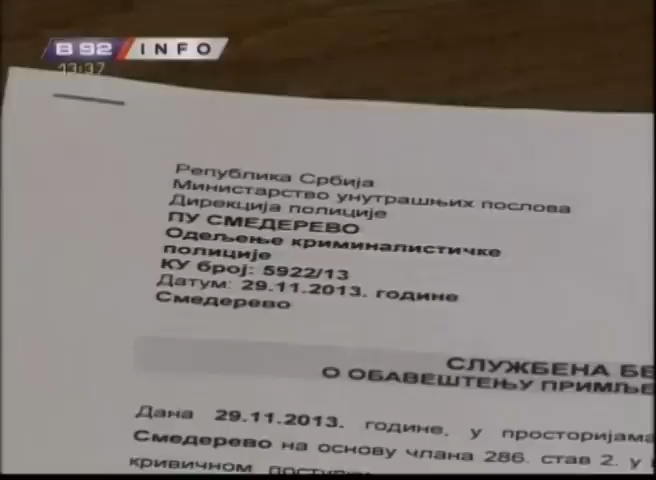 B92 INFO
13:37
Република Србија
Министарство унутрашњих послова
Дирекција полиције
ПУ СМЕДЕРЕВО
Одељење криминалистичке
полиције
КУ број: 5922/13
Датум: 29.11.2013. године
Смедерево
СЛУЖБЕНА БЕ
О ОБАВЕШТЕЊУ ПРИМЉЕ
Дана 29.11.2013. године, у просторијама
Смедерево на основу члана 286. став 2. у
кривичном